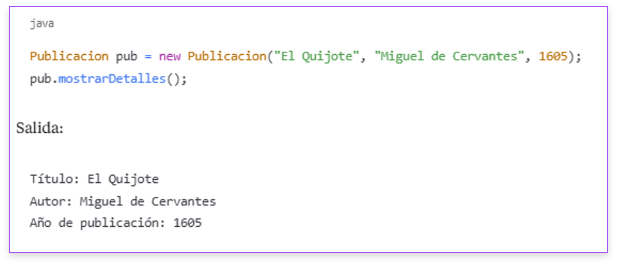 java
Publicacion pub = new Publicacion("El Quijote", "Miguel de Cervantes", 1605);
pub.mostrarDetalles();
Salida:
Título: El Quijote
Autor: Miguel de Cervantes
Año de publicación: 1605